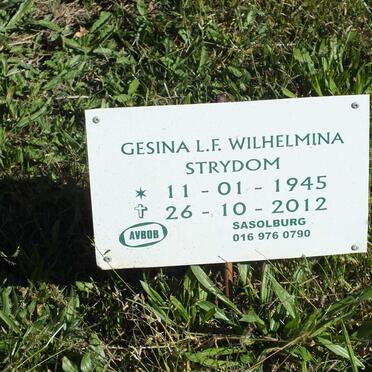 GESINA L.F. WILHELMINA
STRYDOM
* 11 - 01 - 1945
✝ 26 - 10 - 2012
AVBOB
SASOLBURG
016 976 0790